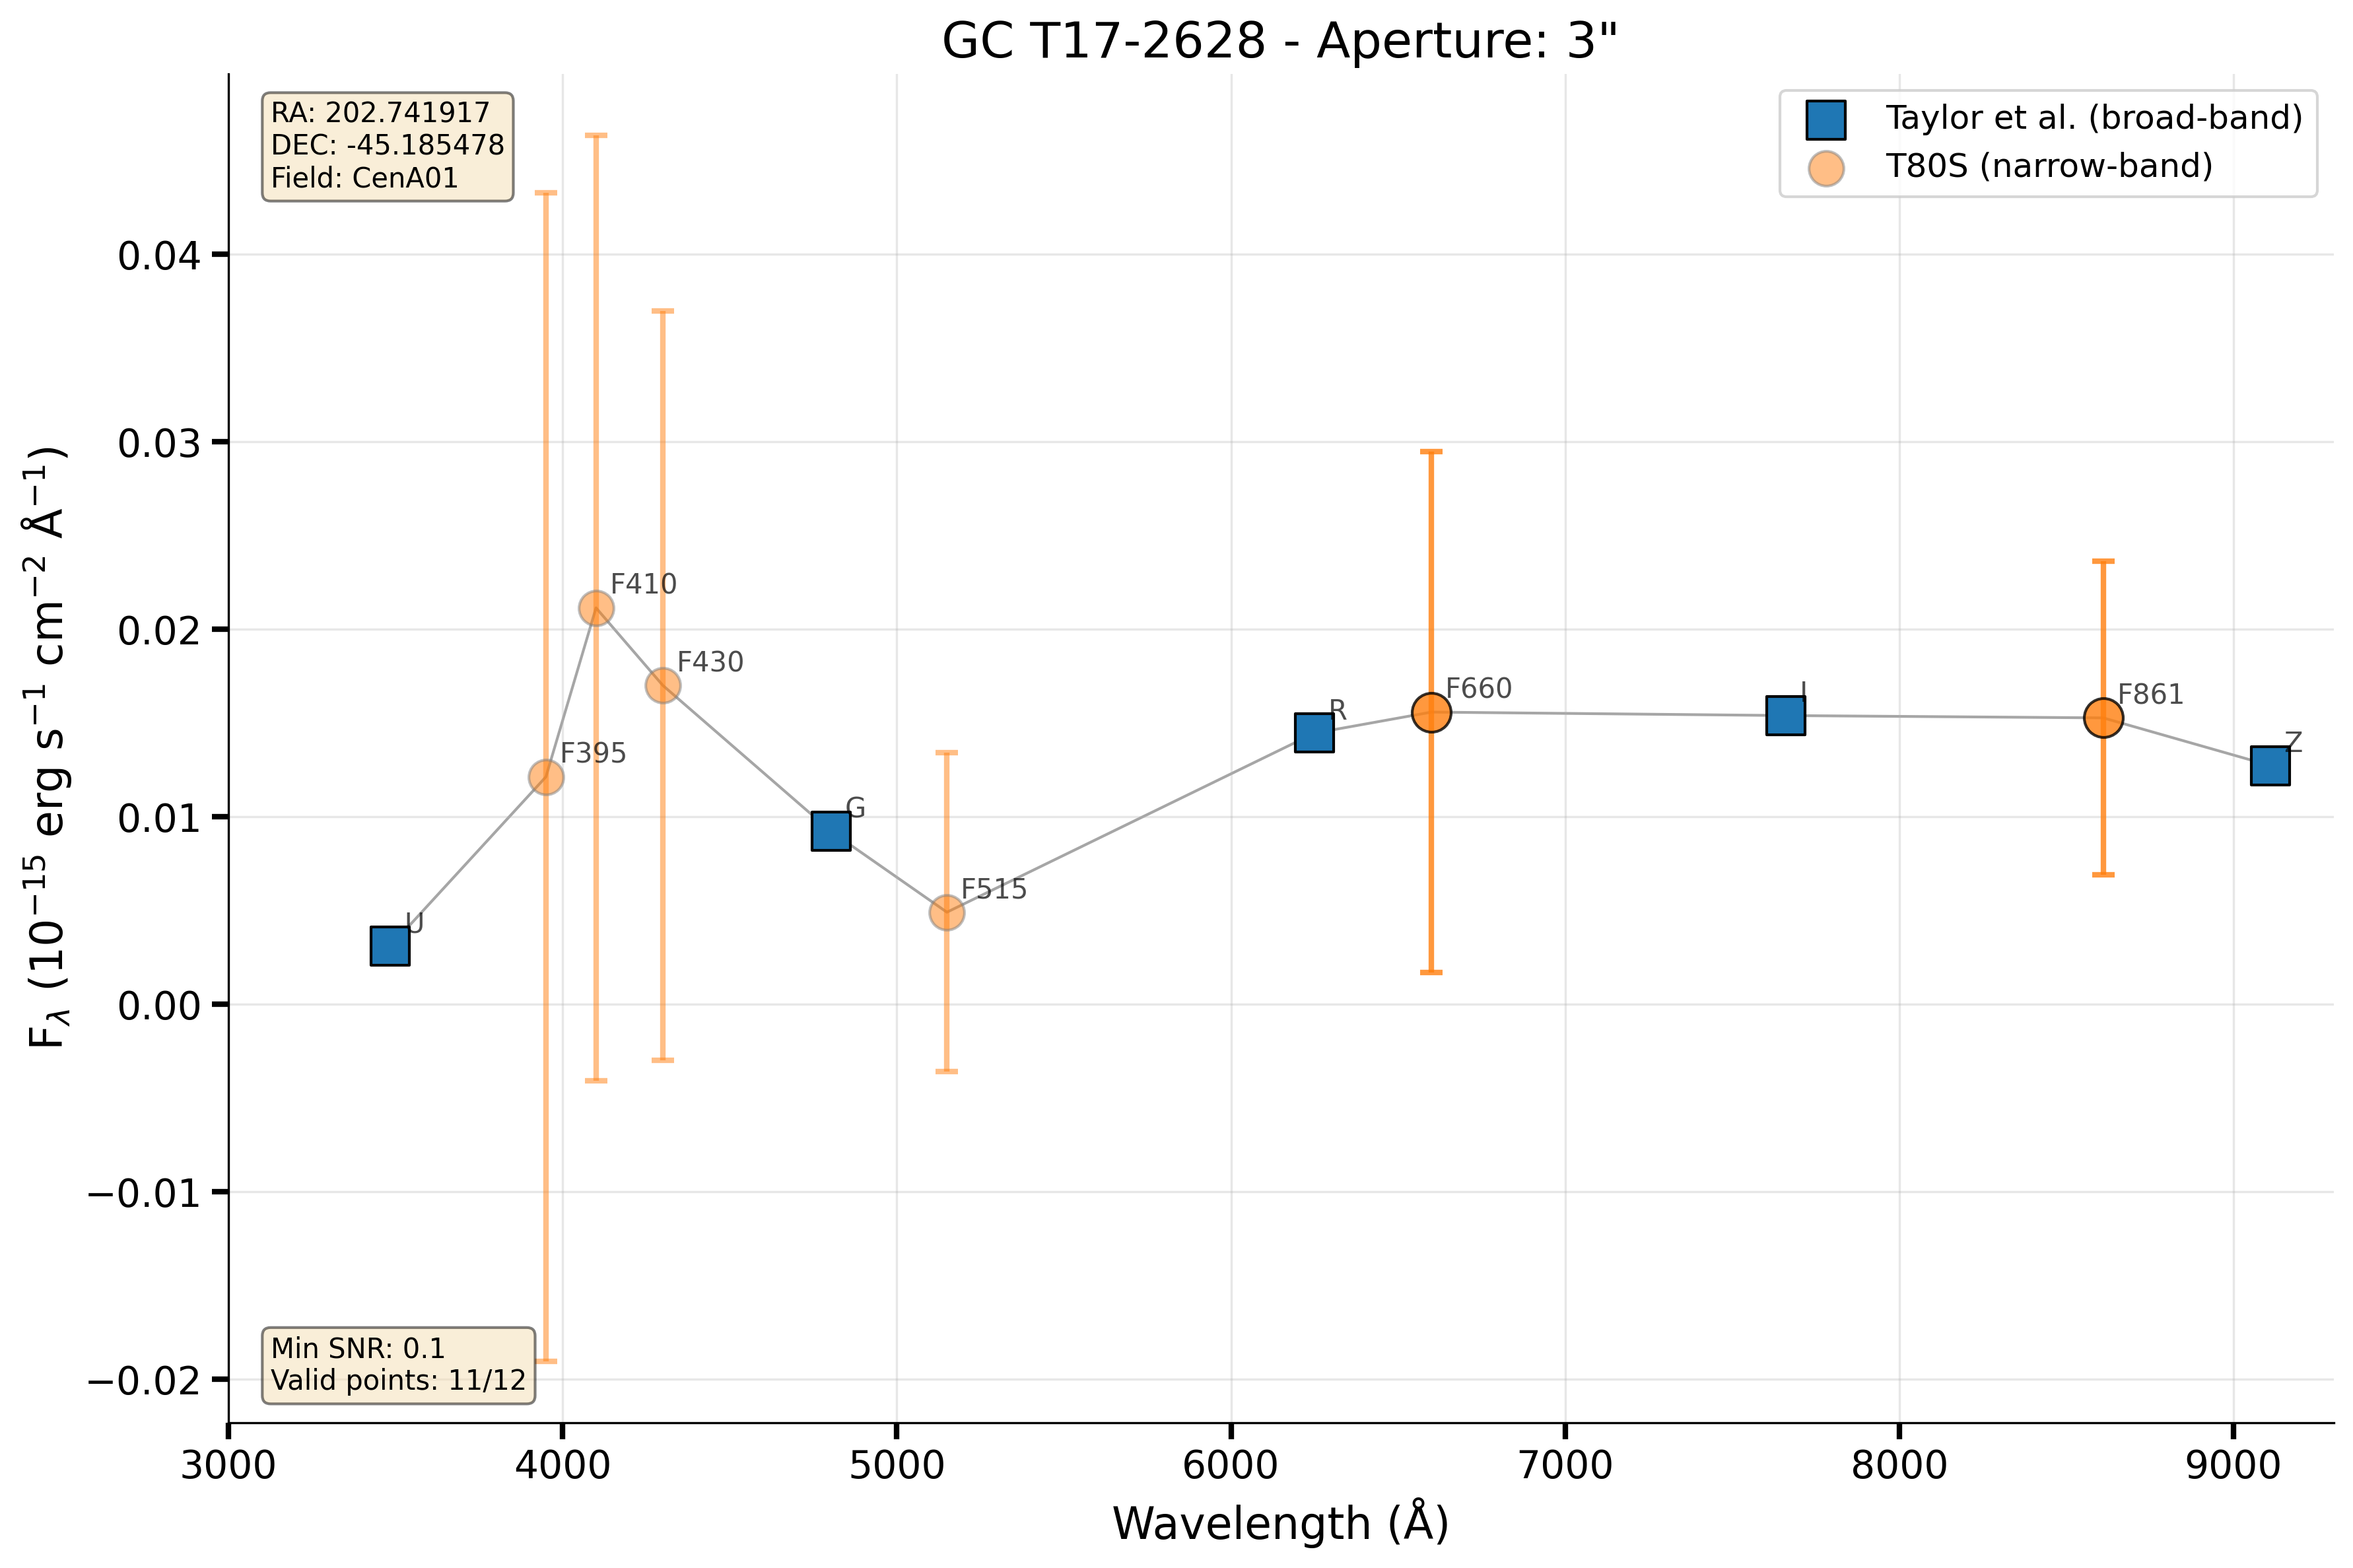 GC T17-2628 - Aperture: 3"
RA: 202.741917
DEC: -45.185478
Field: CenA01
Taylor et al. (broad-band)
T80S (narrow-band)
0.04
0.03
0.02
0.01
0.00
−0.01
−0.02
F_λ (10⁻¹⁵ erg s⁻¹ cm⁻² Å⁻¹)
U
F395
F410
F430
G
F515
R
F660
I
F861
Z
Min SNR: 0.1
Valid points: 11/12
3000 4000 5000 6000 7000 8000 9000
Wavelength (Å)